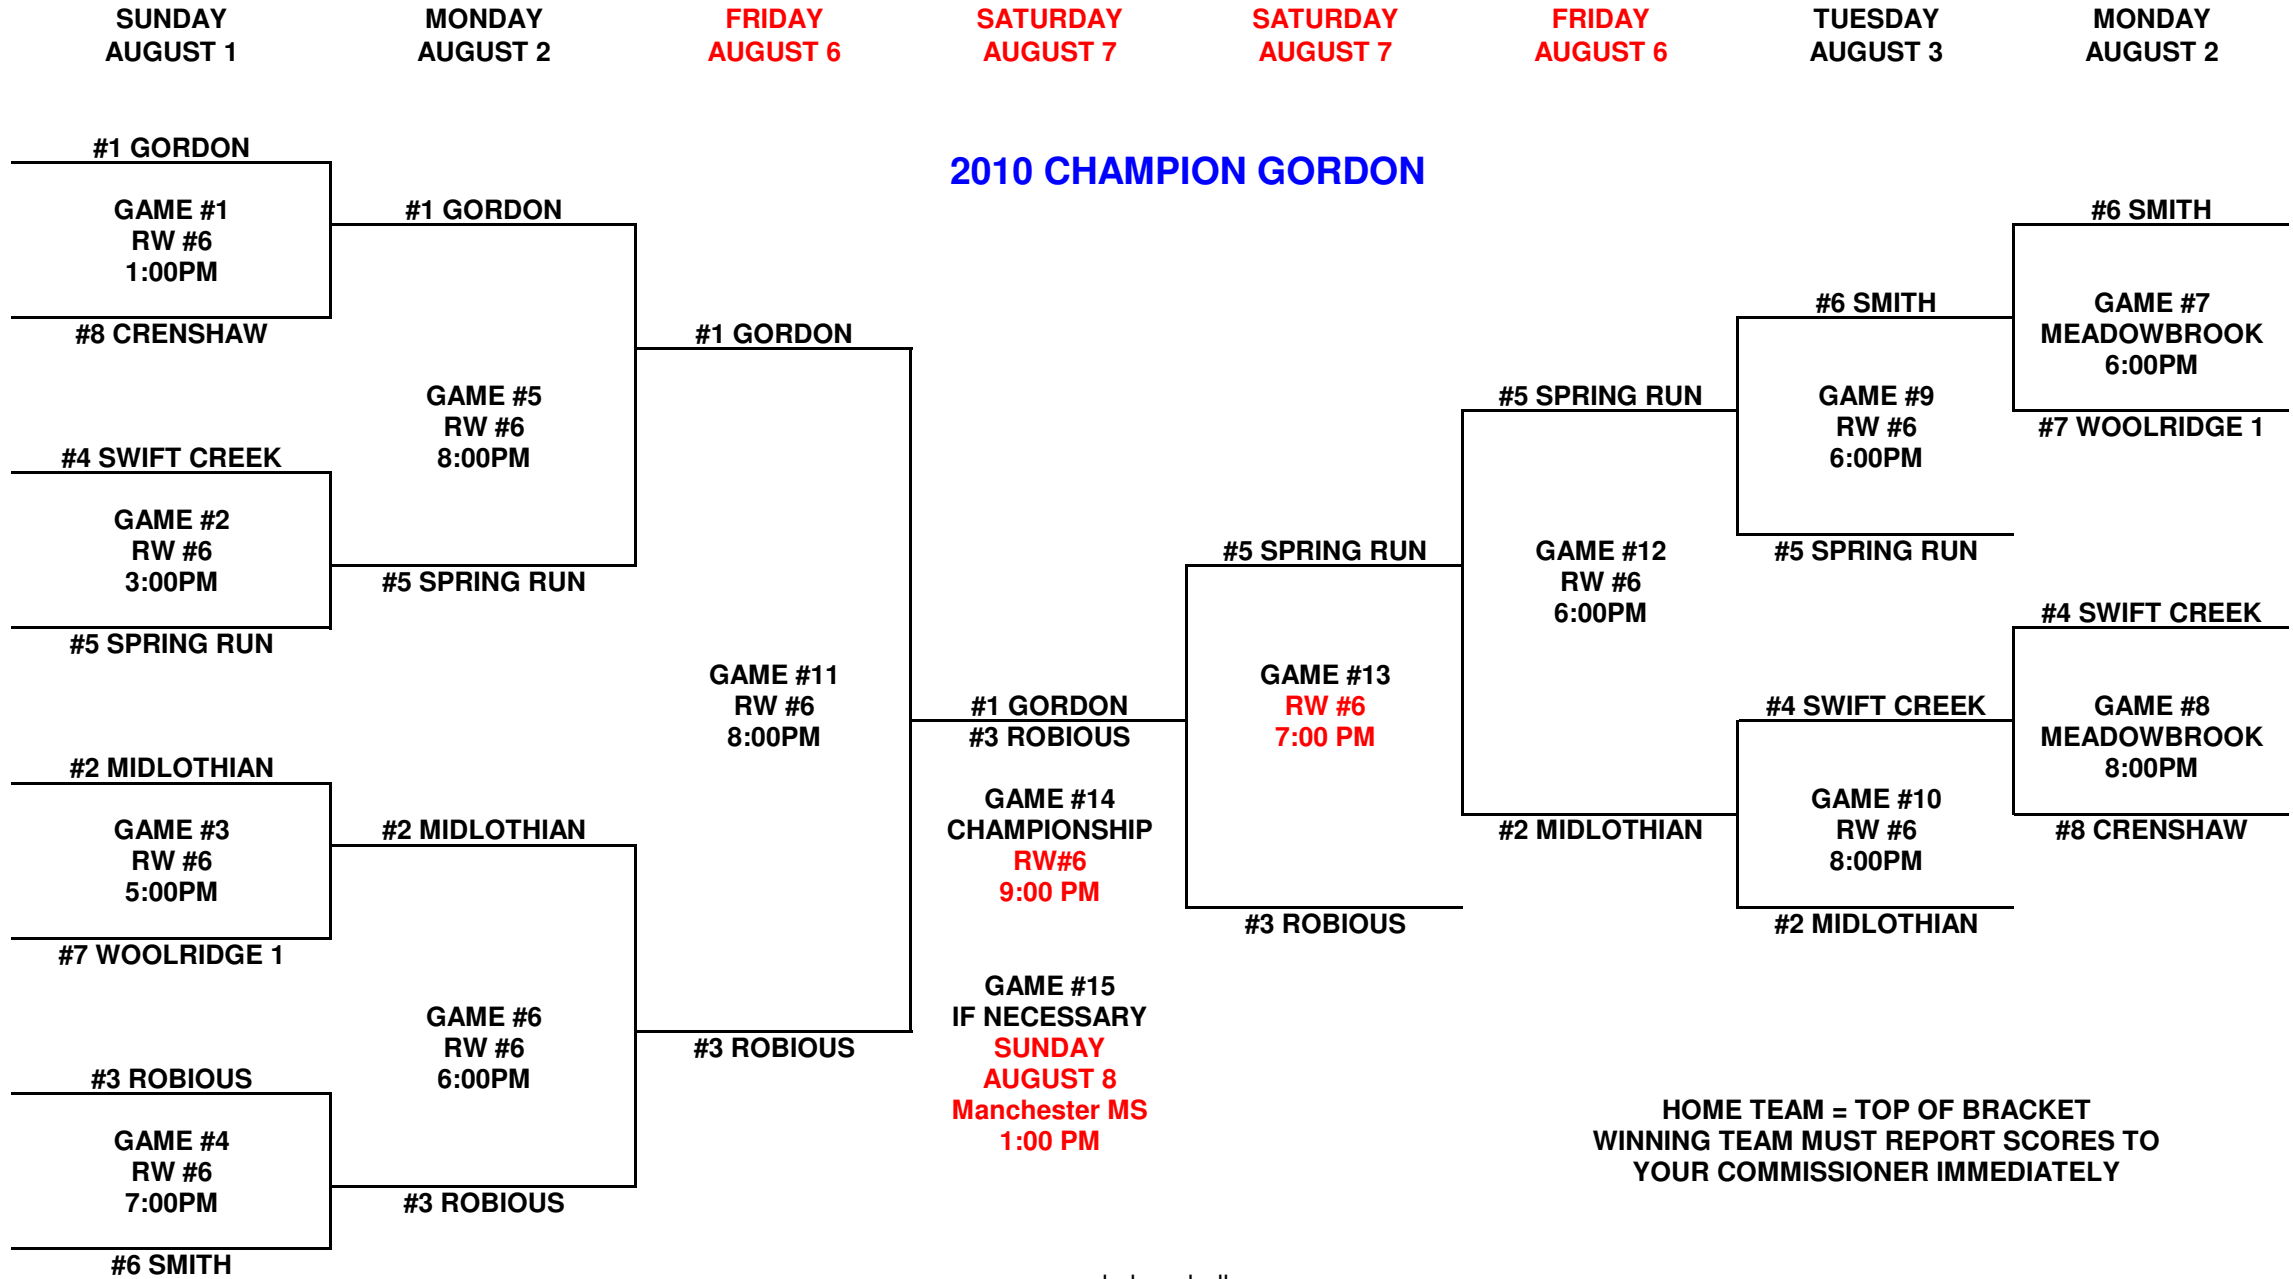 SUNDAY
AUGUST 1
MONDAY
AUGUST 2
FRIDAY
AUGUST 6
SATURDAY
AUGUST 7
SATURDAY
AUGUST 7
FRIDAY
AUGUST 6
TUESDAY
AUGUST 3
MONDAY
AUGUST 2
2010 CHAMPION GORDON
#1 GORDON
GAME #1
RW #6
1:00PM
#8 CRENSHAW
#4 SWIFT CREEK
GAME #2
RW #6
3:00PM
#5 SPRING RUN
#2 MIDLOTHIAN
GAME #3
RW #6
5:00PM
#7 WOOLRIDGE 1
#3 ROBIOUS
GAME #4
RW #6
7:00PM
#6 SMITH
#1 GORDON
GAME #5
RW #6
8:00PM
#5 SPRING RUN
#2 MIDLOTHIAN
GAME #6
RW #6
6:00PM
#3 ROBIOUS
#1 GORDON
GAME #11
RW #6
8:00PM
#3 ROBIOUS
#1 GORDON
#3 ROBIOUS
GAME #14
CHAMPIONSHIP
RW#6
9:00 PM
GAME #15
IF NECESSARY
SUNDAY
AUGUST 8
Manchester MS
1:00 PM
#5 SPRING RUN
GAME #13
RW #6
7:00 PM
#3 ROBIOUS
#5 SPRING RUN
GAME #12
RW #6
6:00PM
#2 MIDLOTHIAN
#6 SMITH
GAME #9
RW #6
6:00PM
#5 SPRING RUN
#4 SWIFT CREEK
GAME #10
RW #6
8:00PM
#2 MIDLOTHIAN
#6 SMITH
GAME #7
MEADOWBROOK
6:00PM
#7 WOOLRIDGE 1
#4 SWIFT CREEK
GAME #8
MEADOWBROOK
8:00PM
#8 CRENSHAW
HOME TEAM = TOP OF BRACKET
WINNING TEAM MUST REPORT SCORES TO
YOUR COMMISSIONER IMMEDIATELY